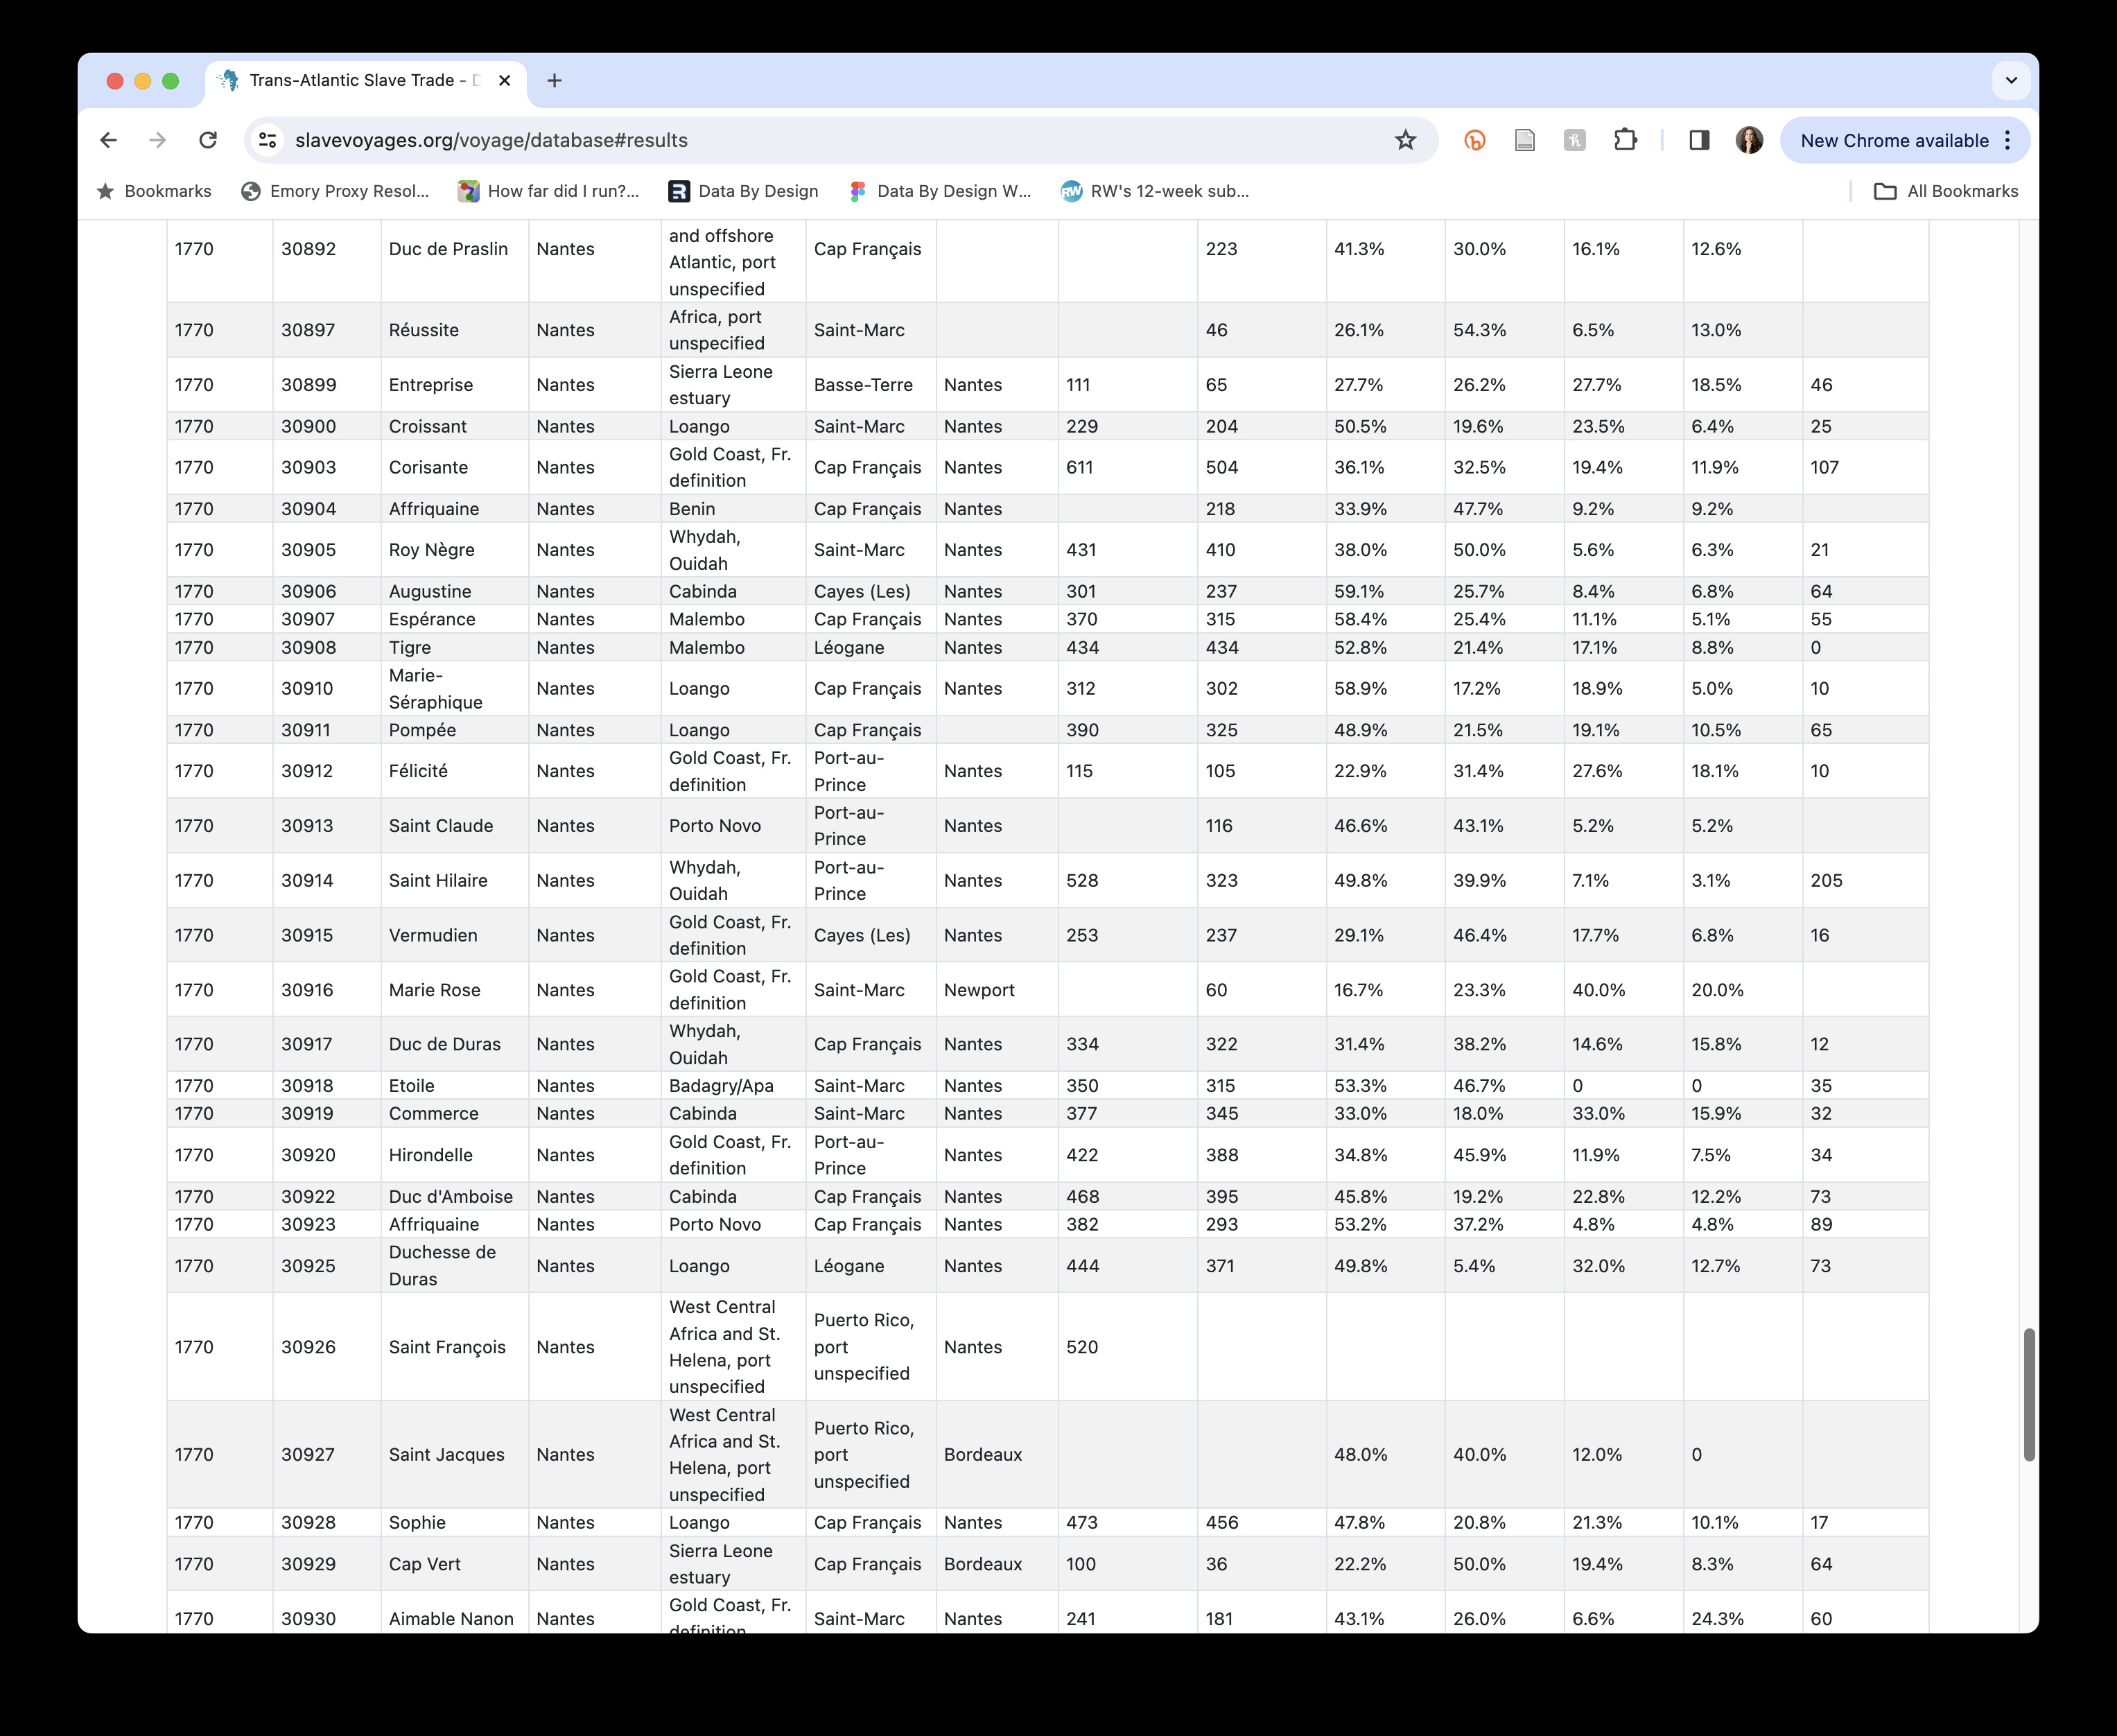 Trans-Atlantic Slave Trade -
slavevoyages.org/voyage/database#results
New Chrome available
Bookmarks Emory Proxy Resol... How far did I run?... Data By Design Data By Design W... RW's 12-week sub... All Bookmarks
and offshore
1770 30892 Duc de Praslin Nantes Atlantic, port Cap Français 223 41.3% 30.0% 16.1% 12.6%
unspecified
Africa, port
1770 30897 Réussite Nantes unspecified Saint-Marc 46 26.1% 54.3% 6.5% 13.0%
Sierra Leone
1770 30899 Entreprise Nantes estuary Basse-Terre Nantes 111 65 27.7% 26.2% 27.7% 18.5% 46
1770 30900 Croissant Nantes Loango Saint-Marc Nantes 229 204 50.5% 19.6% 23.5% 6.4% 25
Gold Coast, Fr.
1770 30903 Corisante Nantes definition Cap Français Nantes 611 504 36.1% 32.5% 19.4% 11.9% 107
1770 30904 Affriquaine Nantes Benin Cap Français Nantes 218 33.9% 47.7% 9.2% 9.2%
Whydah,
1770 30905 Roy Nègre Nantes Ouidah Saint-Marc Nantes 431 410 38.0% 50.0% 5.6% 6.3% 21
1770 30906 Augustine Nantes Cabinda Cayes (Les) Nantes 301 237 59.1% 25.7% 8.4% 6.8% 64
1770 30907 Espérance Nantes Malembo Cap Français Nantes 370 315 58.4% 25.4% 11.1% 5.1% 55
1770 30908 Tigre Nantes Malembo Léogane Nantes 434 434 52.8% 21.4% 17.1% 8.8% 0
Marie-
1770 30910 Séraphique Nantes Loango Cap Français Nantes 312 302 58.9% 17.2% 18.9% 5.0% 10
1770 30911 Pompée Nantes Loango Cap Français 390 325 48.9% 21.5% 19.1% 10.5% 65
Gold Coast, Fr. Port-au-
1770 30912 Félicité Nantes definition Prince Nantes 115 105 22.9% 31.4% 27.6% 18.1% 10
Port-au-
1770 30913 Saint Claude Nantes Porto Novo Prince Nantes 116 46.6% 43.1% 5.2% 5.2%
Whydah, Port-au-
1770 30914 Saint Hilaire Nantes Ouidah Prince Nantes 528 323 49.8% 39.9% 7.1% 3.1% 205
Gold Coast, Fr.
1770 30915 Vermudien Nantes definition Cayes (Les) Nantes 253 237 29.1% 46.4% 17.7% 6.8% 16
Gold Coast, Fr.
1770 30916 Marie Rose Nantes definition Saint-Marc Newport 60 16.7% 23.3% 40.0% 20.0%
Whydah,
1770 30917 Duc de Duras Nantes Ouidah Cap Français Nantes 334 322 31.4% 38.2% 14.6% 15.8% 12
1770 30918 Etoile Nantes Badagry/Apa Saint-Marc Nantes 350 315 53.3% 46.7% 0 0 35
1770 30919 Commerce Nantes Cabinda Saint-Marc Nantes 377 345 33.0% 18.0% 33.0% 15.9% 32
Gold Coast, Fr. Port-au-
1770 30920 Hirondelle Nantes definition Prince Nantes 422 388 34.8% 45.9% 11.9% 7.5% 34
1770 30922 Duc d'Amboise Nantes Cabinda Cap Français Nantes 468 395 45.8% 19.2% 22.8% 12.2% 73
1770 30923 Affriquaine Nantes Porto Novo Cap Français Nantes 382 293 53.2% 37.2% 4.8% 4.8% 89
Duchesse de
1770 30925 Duras Nantes Loango Léogane Nantes 444 371 49.8% 5.4% 32.0% 12.7% 73
West Central
Africa and St. Puerto Rico,
1770 30926 Saint François Nantes Helena, port port Nantes 520
unspecified unspecified
West Central
Africa and St. Puerto Rico,
1770 30927 Saint Jacques Nantes Helena, port port Bordeaux 48.0% 40.0% 12.0% 0
unspecified unspecified
1770 30928 Sophie Nantes Loango Cap Français Nantes 473 456 47.8% 20.8% 21.3% 10.1% 17
Sierra Leone
1770 30929 Cap Vert Nantes estuary Cap Français Bordeaux 100 36 22.2% 50.0% 19.4% 8.3% 64
Gold Coast, Fr.
1770 30930 Aimable Nanon Nantes definition Saint-Marc Nantes 241 181 43.1% 26.0% 6.6% 24.3% 60